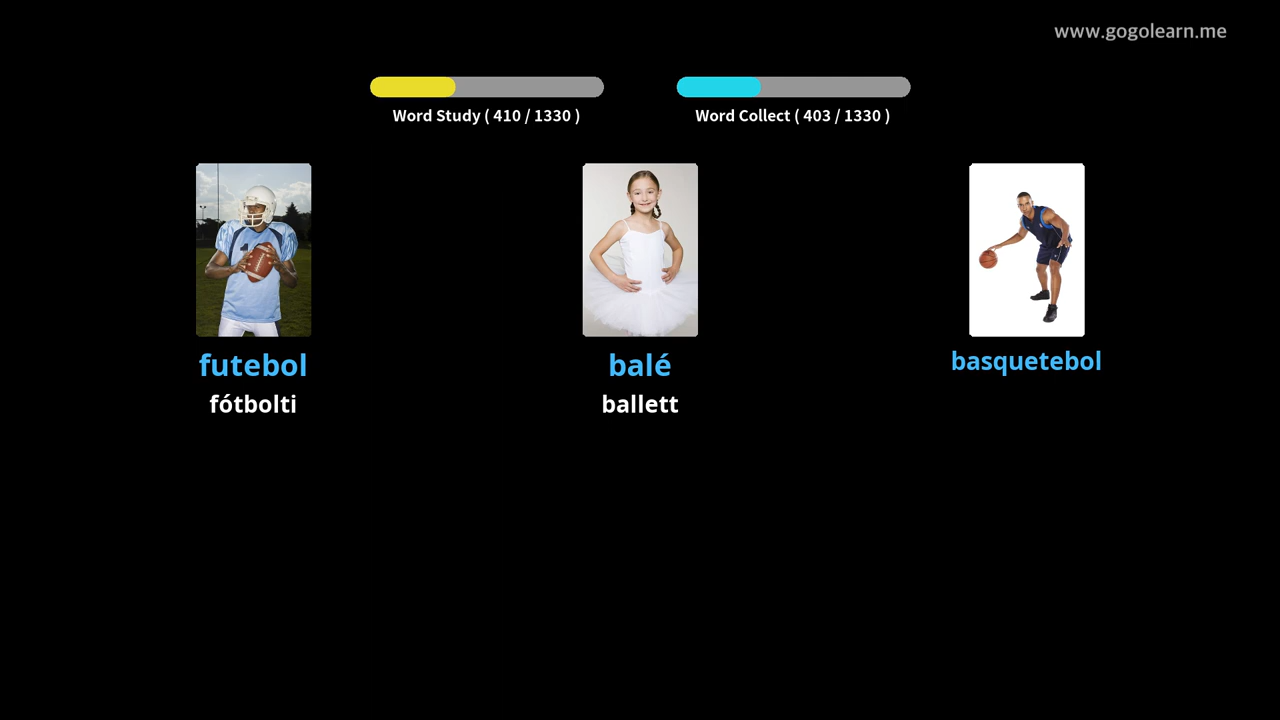 www.gogolearn.me
Word Study ( 410 / 1330 )
Word Collect ( 403 / 1330 )
futebol
balé
basquetebol
fótbolti
ballett